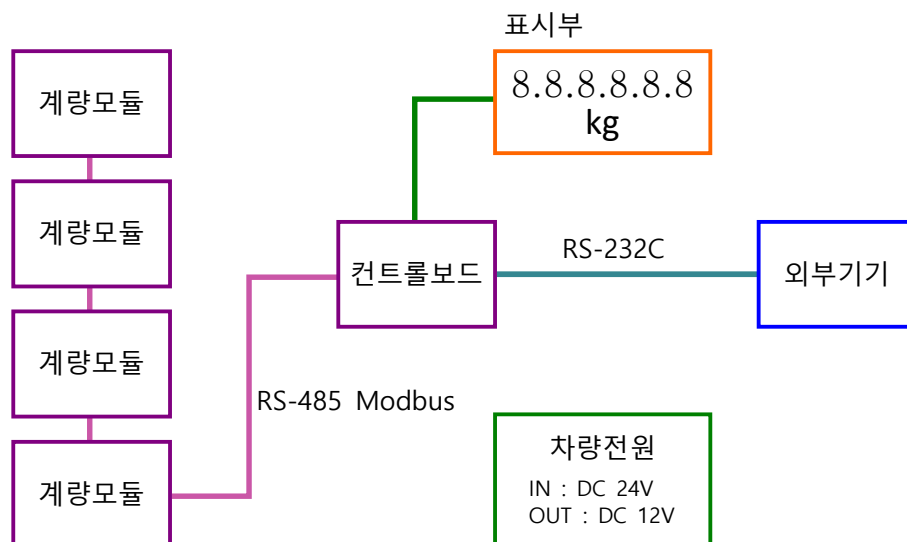 표시부
8.8.8.8.8.8
kg
계량모듈
계량모듈
계량모듈
계량모듈
컨트롤보드
RS-232C
외부기기
RS-485 Modbus
차량전원
IN : DC 24V
OUT : DC 12V